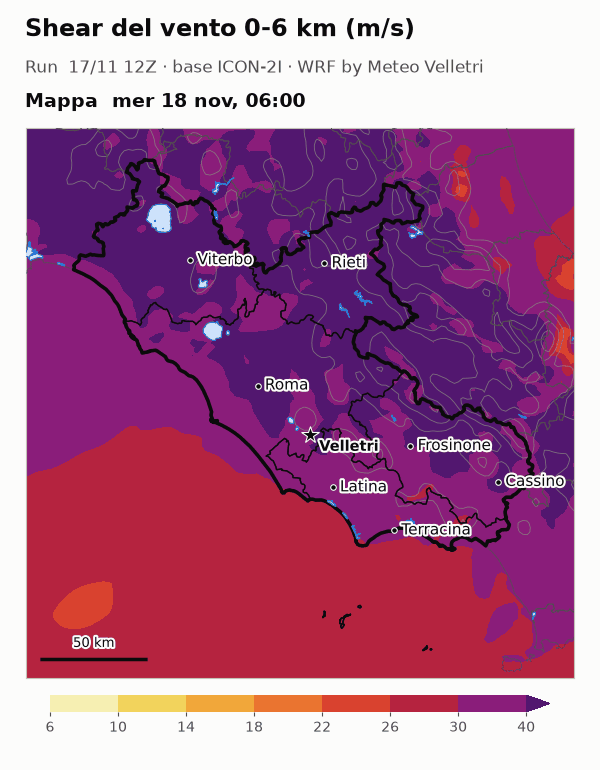 Shear del vento 0-6 km (m/s)
Run  17/11 12Z · base ICON-2I · WRF by Meteo Velletri
Mappa  mer 18 nov, 06:00
Viterbo
Rieti
Roma
Velletri
Frosinone
Latina
Cassino
Terracina
50 km
6 10 14 18 22 26 30 40